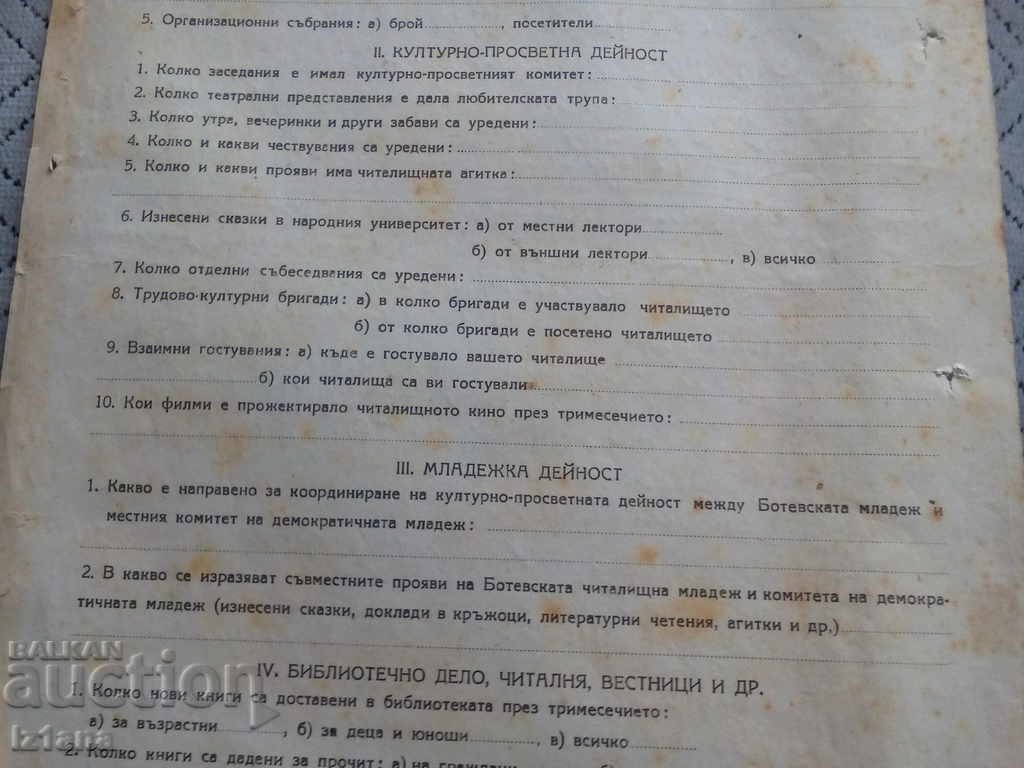 5. Организационни събрания: а) брой............, посетители............
II. КУЛТУРНО-ПРОСВЕТНА ДЕЙНОСТ
1. Колко заседания е имал културно-просветният комитет:............
2. Колко театрални представления е дала любителската трупа:............
3. Колко утра, вечеринки и други забави са уредени:............
4. Колко и какви чествувания са уредени:............
5. Колко и какви прояви има читалищната агитка:............
6. Изнесени сказки в народния университет: а) от местни лектори............
б) от външни лектори............, в) всичко............
7. Колко отделни събеседвания са уредени:............
8. Трудово-културни бригади: а) в колко бригади е участвувало читалището ............
б) от колко бригади е посетено читалището ............
9. Взаимни гостувания: а) къде е гостувало вашето читалище ............
............б) кои читалища са ви гостували............
10. Кои филми е прожектирало читалищното кино през тримесечието:............
III. МЛАДЕЖКА ДЕЙНОСТ
1. Какво е направено за координиране на културно-просветната дейност между Ботевската младеж и
местния комитет на демократичната младеж:............
2. В какво се изразяват съвместните прояви на Ботевската читалищна младеж и комитета на демокра-
тичната младеж (изнесени сказки, доклади в кръжоци, литературни четения, агитки и др.)............
IV. БИБЛИОТЕЧНО ДЕЛО, ЧИТАЛНЯ, ВЕСТНИЦИ И ДР.
1. Колко нови книги са доставени в библиотеката през тримесечието:
а) за възрастни............, б) за деца и юноши............, в) всичко............
2. Колко книги са дадени за прочит: а) на граждани
BALKAN
auction
iz1ana